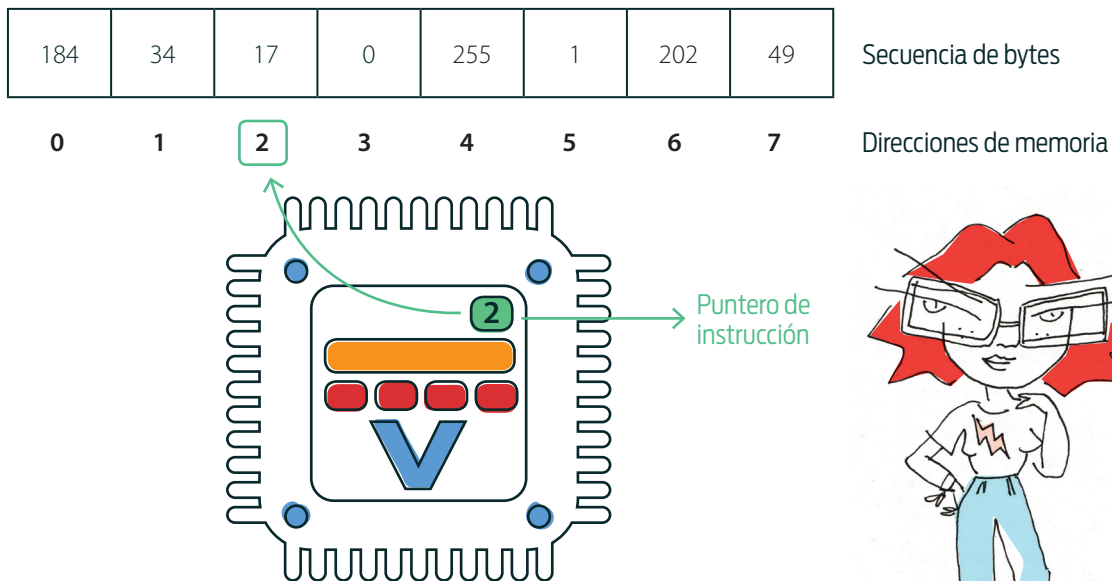 184 34 17 0 255 1 202 49 Secuencia de bytes
0 1 2 3 4 5 6 7 Direcciones de memoria
2
Puntero de
instrucción
V